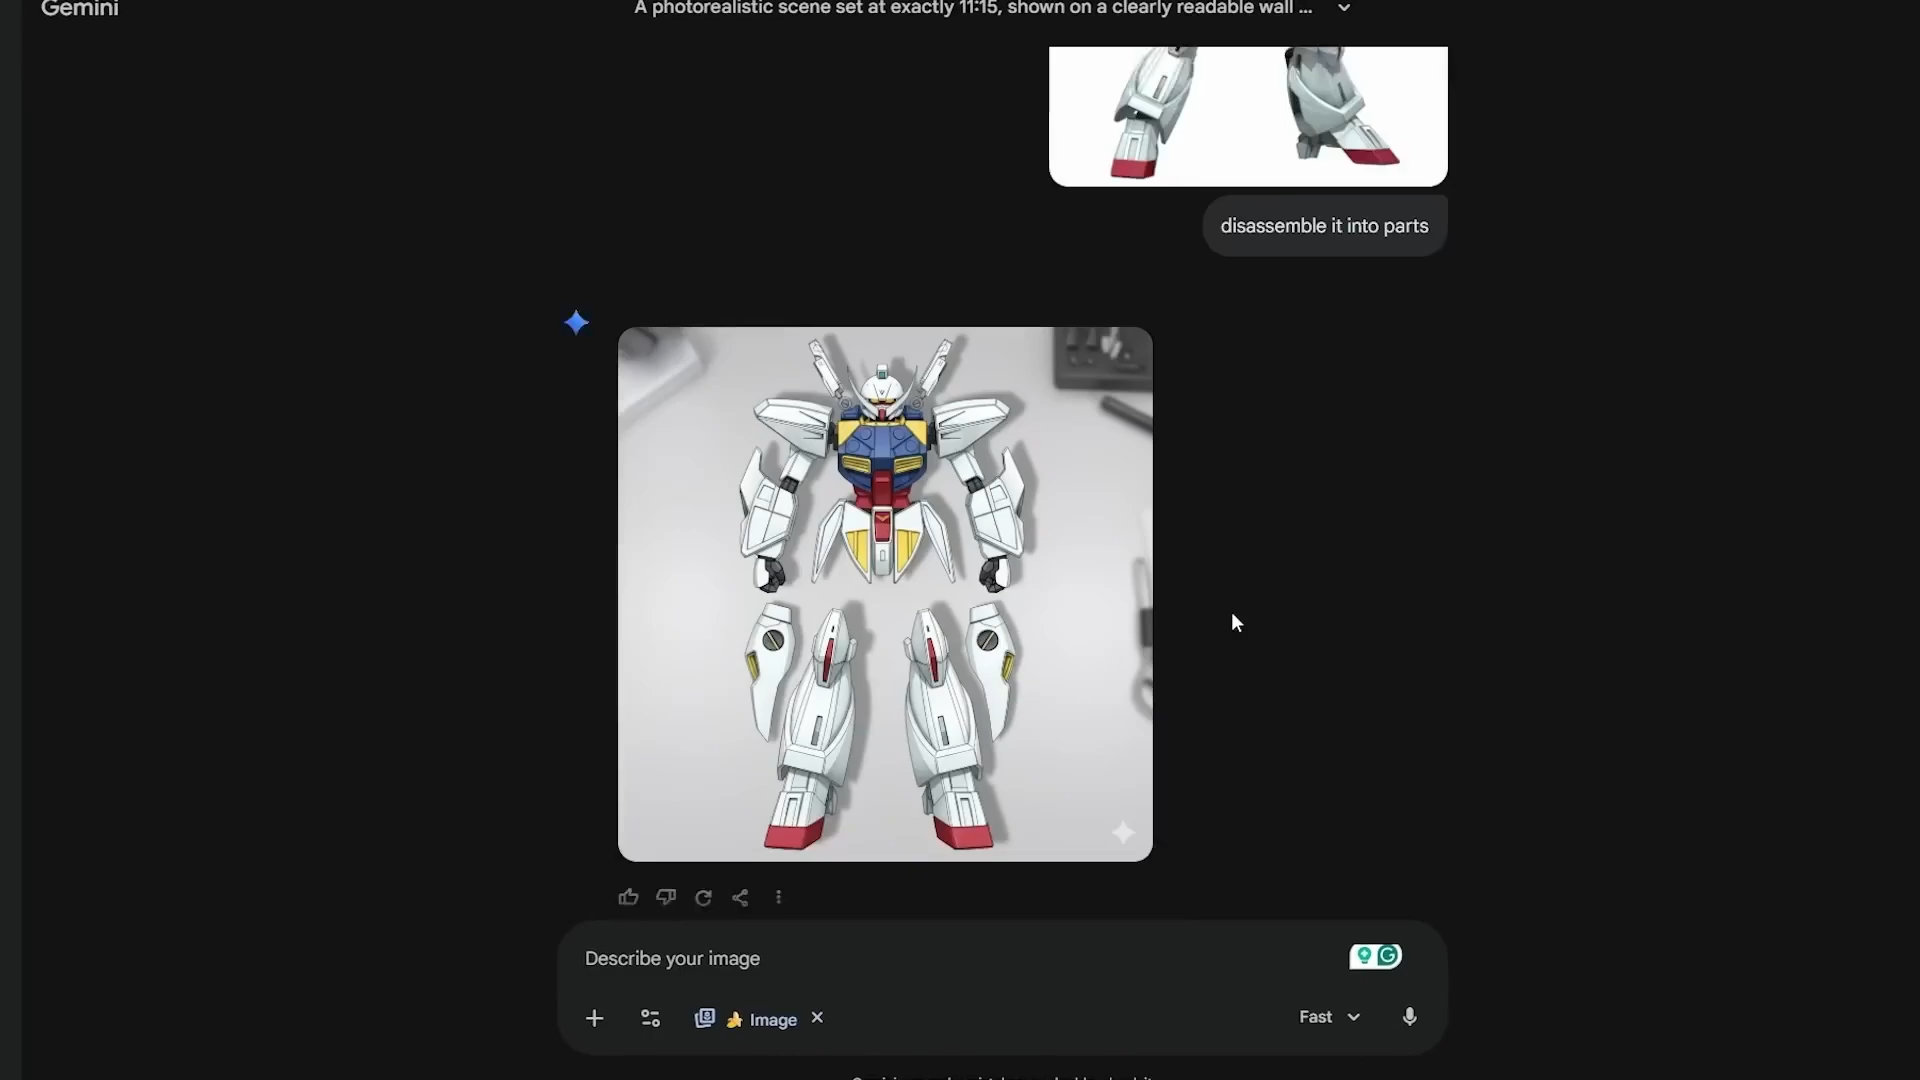 Gemini
A photorealistic scene set at exactly 11:15, shown on a clearly readable wall ...
disassemble it into parts
Describe your image
Image
Fast